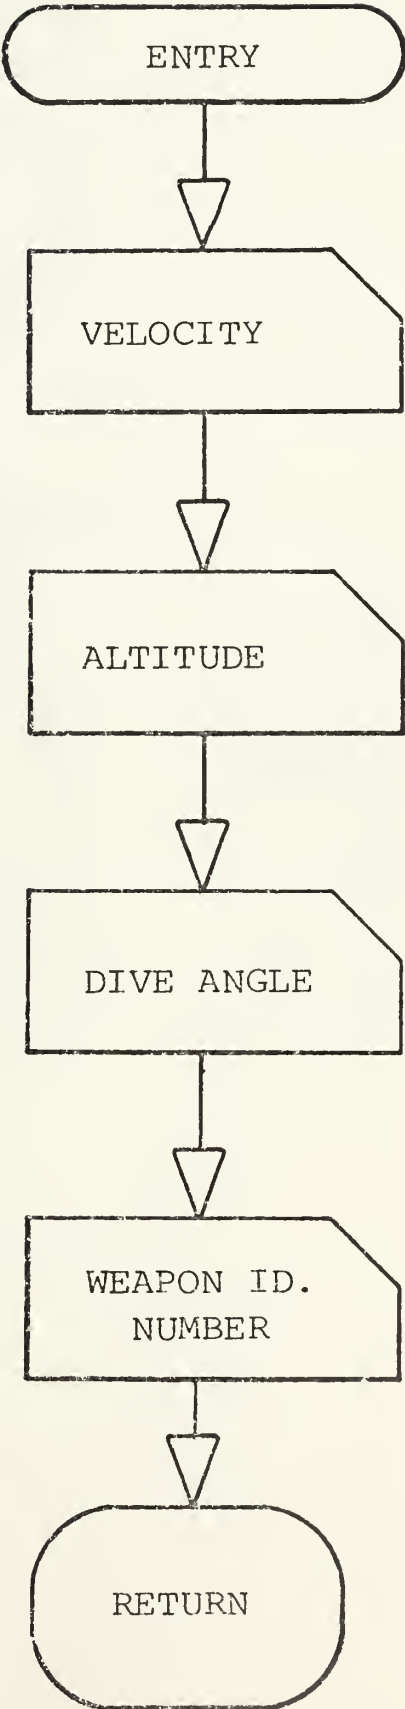 ENTRY
VELOCITY
ALTITUDE
DIVE ANGLE
WEAPON ID.
NUMBER
RETURN